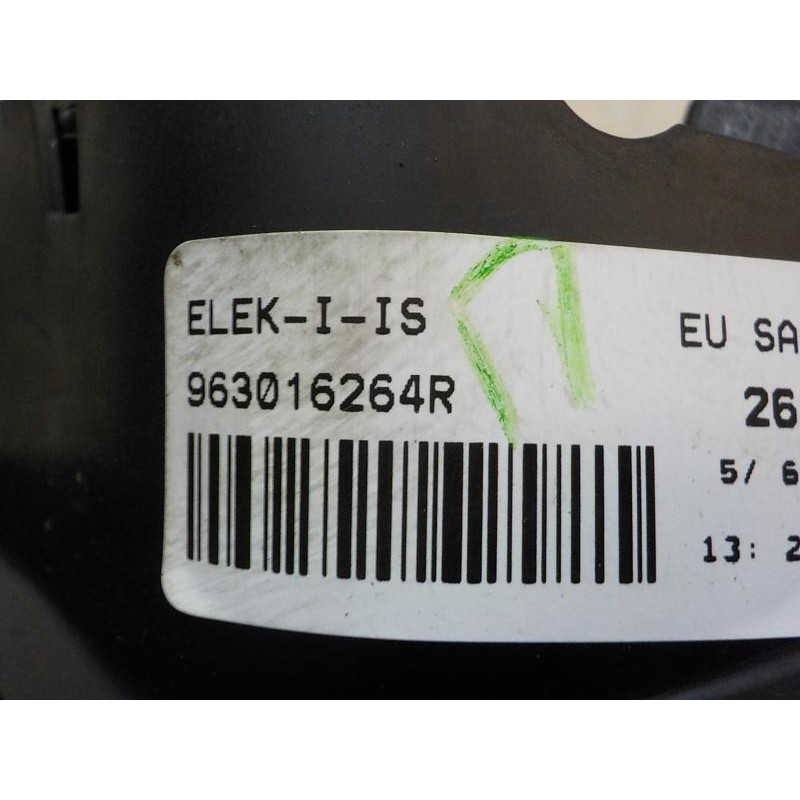 ELEK-I-IS
963016264R
EU SA
26
5/ 6
13: 2